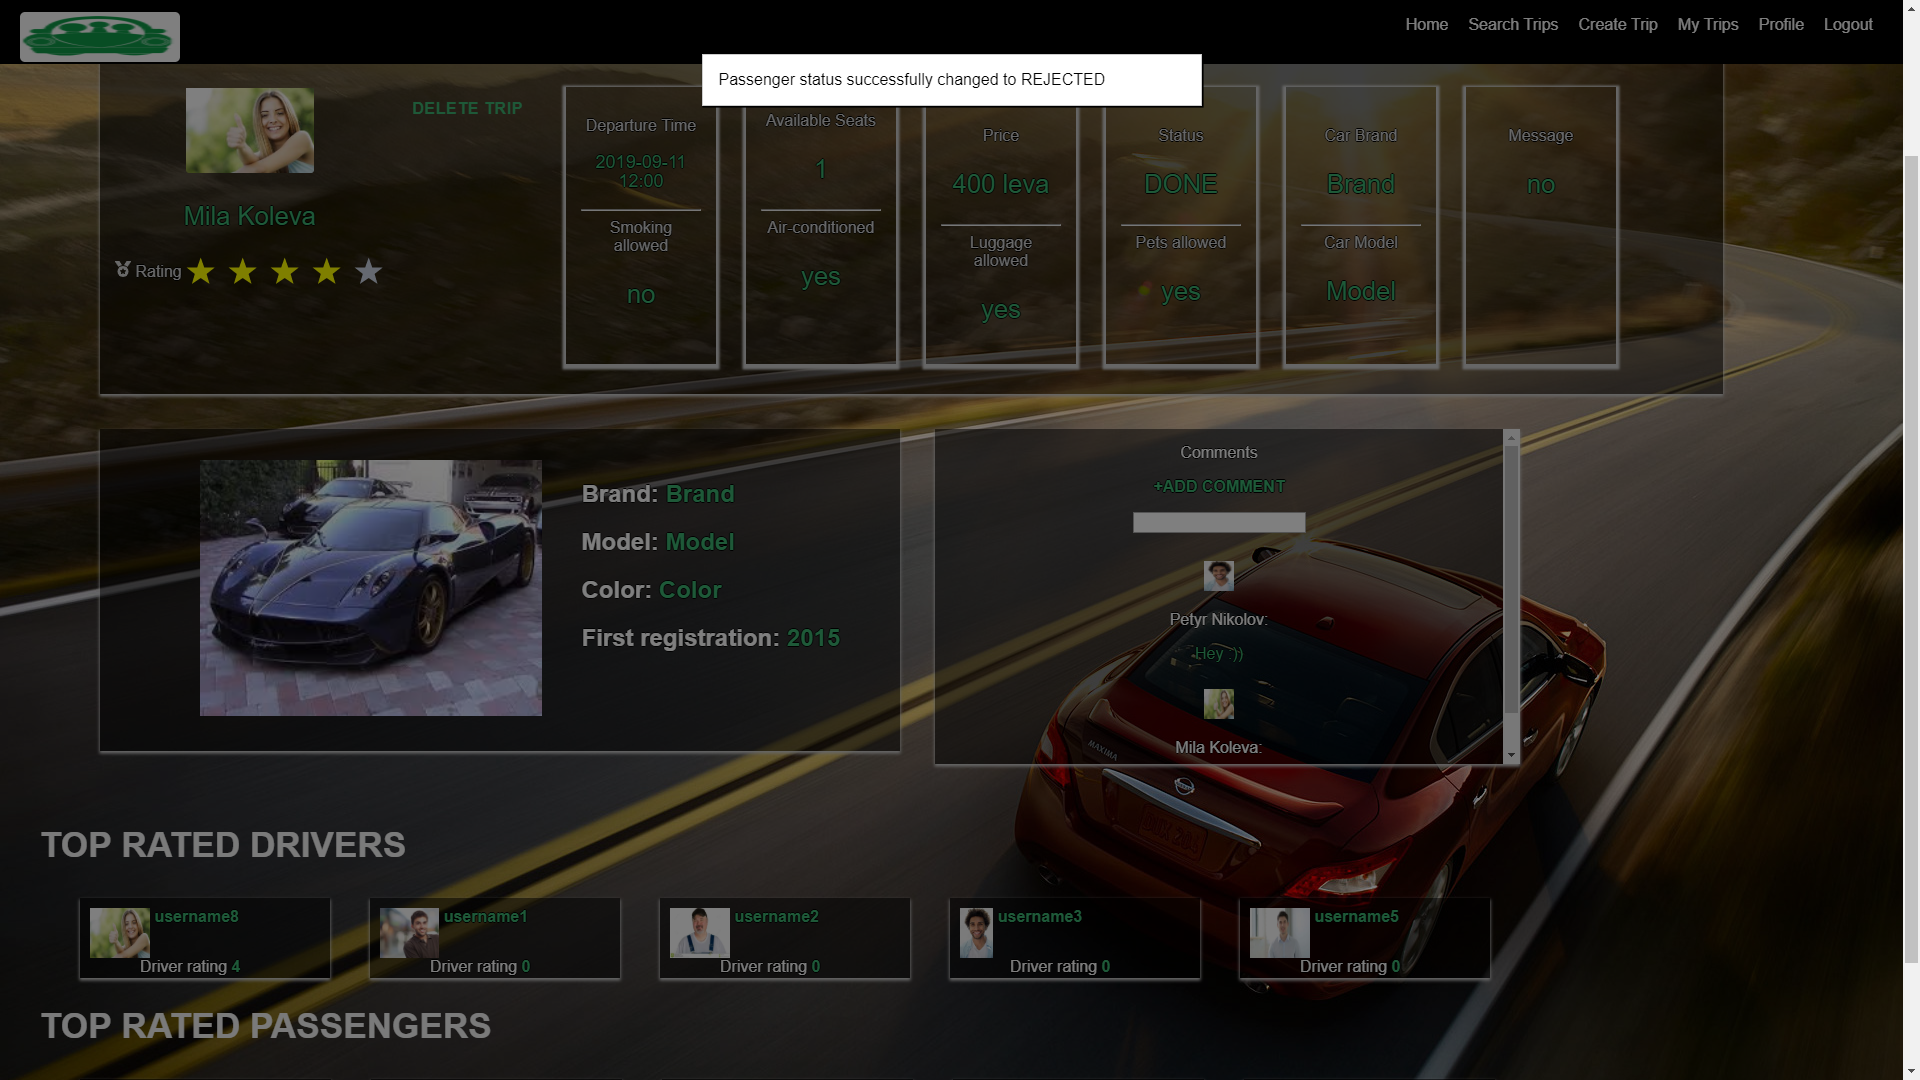 Home Search Trips Create Trip My Trips Profile Logout
Passenger status successfully changed to REJECTED
DELETE TRIP
Mila Koleva
Rating
Departure Time
2019-09-11
12:00
Smoking
allowed
no
Available Seats
1
Air-conditioned
yes
Price
400 leva
Luggage
allowed
yes
Status
DONE
Pets allowed
yes
Car Brand
Brand
Car Model
Model
Message
no
Brand: Brand
Model: Model
Color: Color
First registration: 2015
Comments
+ADD COMMENT
Petyr Nikolov:
Hey :))
Mila Koleva:
MAXIMA
TOP RATED DRIVERS
username8
Driver rating 4
username1
Driver rating 0
username2
Driver rating 0
username3
Driver rating 0
username5
Driver rating 0
TOP RATED PASSENGERS